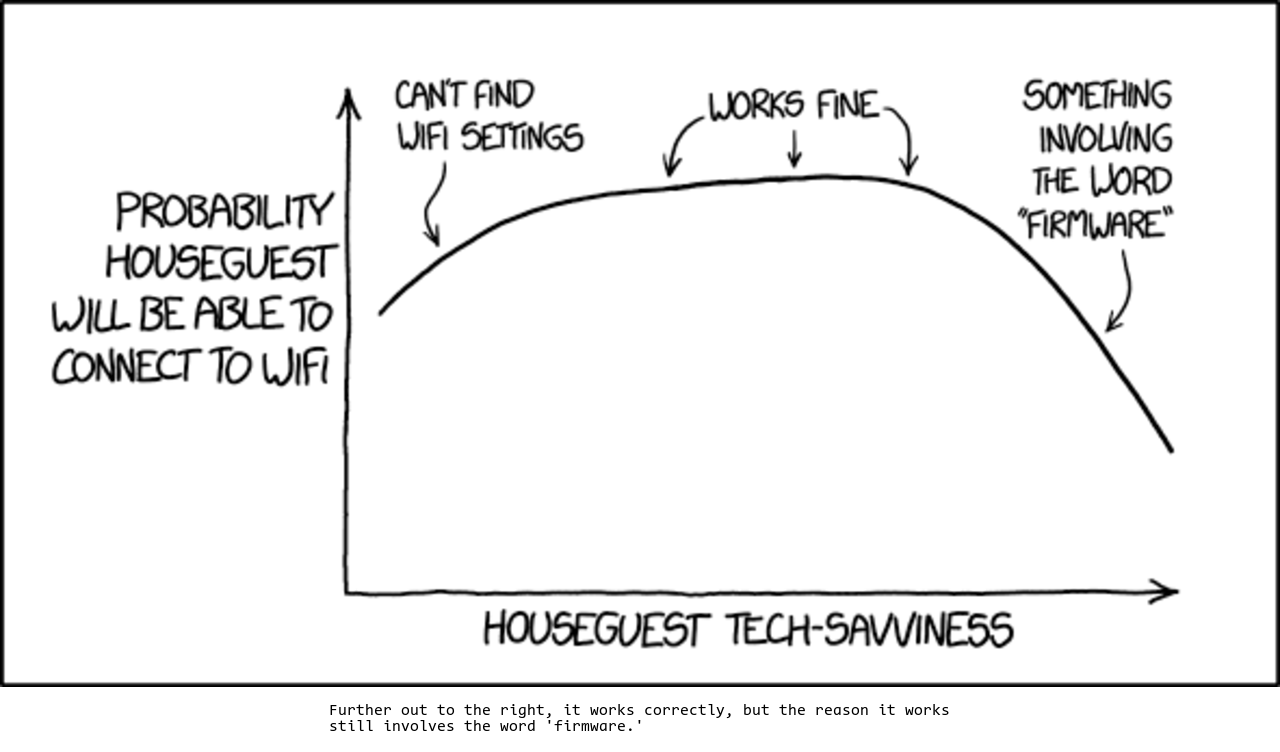 CAN'T FIND
WIFI SETTINGS
WORKS FINE
SOMETHING
INVOLVING
THE WORD
"FIRMWARE"
PROBABILITY
HOUSEGUEST
WILL BE ABLE TO
CONNECT TO WIFI
HOUSEGUEST TECH-SAVVINESS
Further out to the right, it works correctly, but the reason it works
still involves the word 'firmware.'